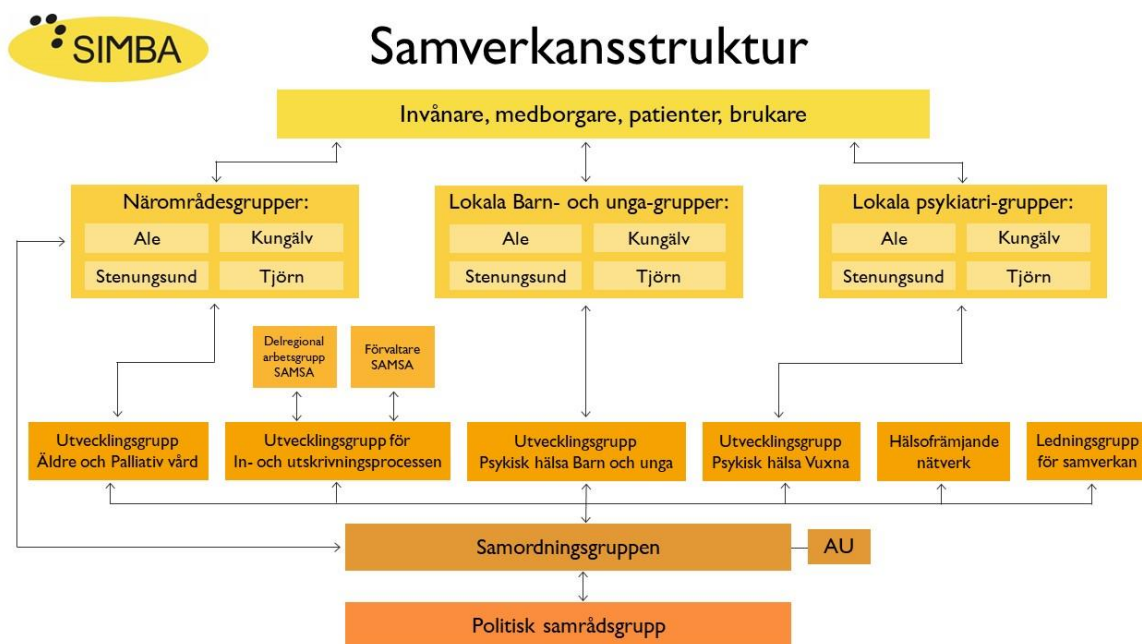 SIMBA
Samverkansstruktur
Invånare, medborgare, patienter, brukare
Närområdesgrupper:
Ale
Kungälv
Stenungsund
Tjörn
Lokala Barn- och unga-grupper:
Ale
Kungälv
Stenungsund
Tjörn
Lokala psykiatri-grupper:
Ale
Kungälv
Stenungsund
Tjörn
Delregional
arbetsgrupp
SAMSA
Förvaltare
SAMSA
Utvecklingsgrupp
Äldre och Palliativ vård
Utvecklingsgrupp för
In- och utskrivningsprocessen
Utvecklingsgrupp
Psykisk hälsa Barn och unga
Utvecklingsgrupp
Psykisk hälsa Vuxna
Hälsofrämjande
nätverk
Ledningsgrupp
för samverkan
Samordningsgruppen
AU
Politisk samrådsgrupp